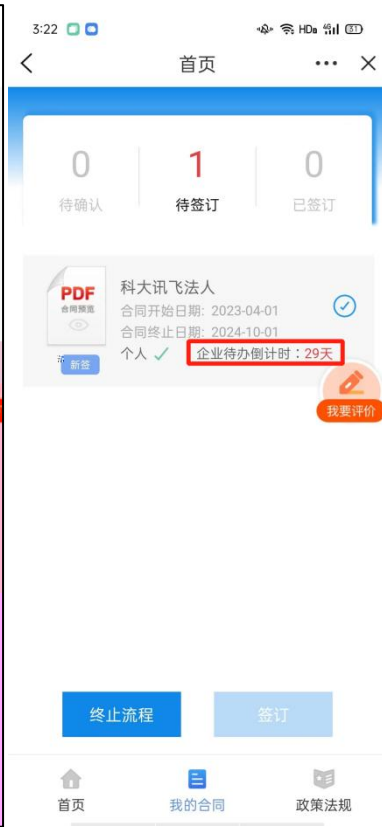 3:22 HD 4G 51
首页
0 1 0
待确认 待签订 已签订
PDF
合同预览
新签
科大讯飞法人
合同开始日期: 2023-04-01
合同终止日期: 2024-10-01
个人 企业待办倒计时：29天
我要评价
终止流程 签订
首页 我的合同 政策法规